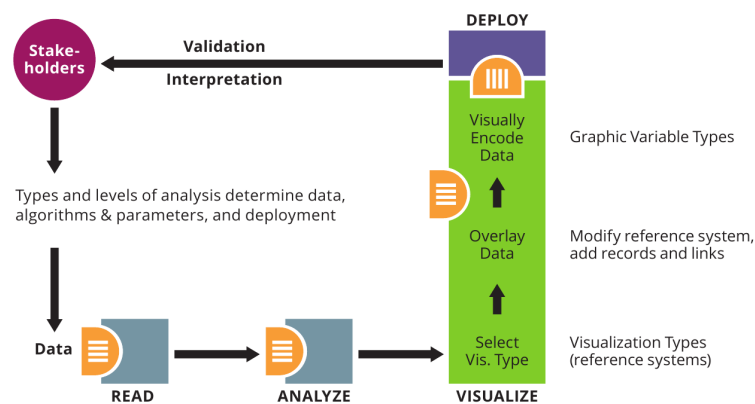 DEPLOY
Stake-
holders
Validation
Interpretation
Visually
Encode
Data
Graphic Variable Types
Types and levels of analysis determine data,
algorithms & parameters, and deployment
Overlay
Data
Modify reference system,
add records and links
Data
Select
Vis. Type
Visualization Types
(reference systems)
READ
ANALYZE
VISUALIZE